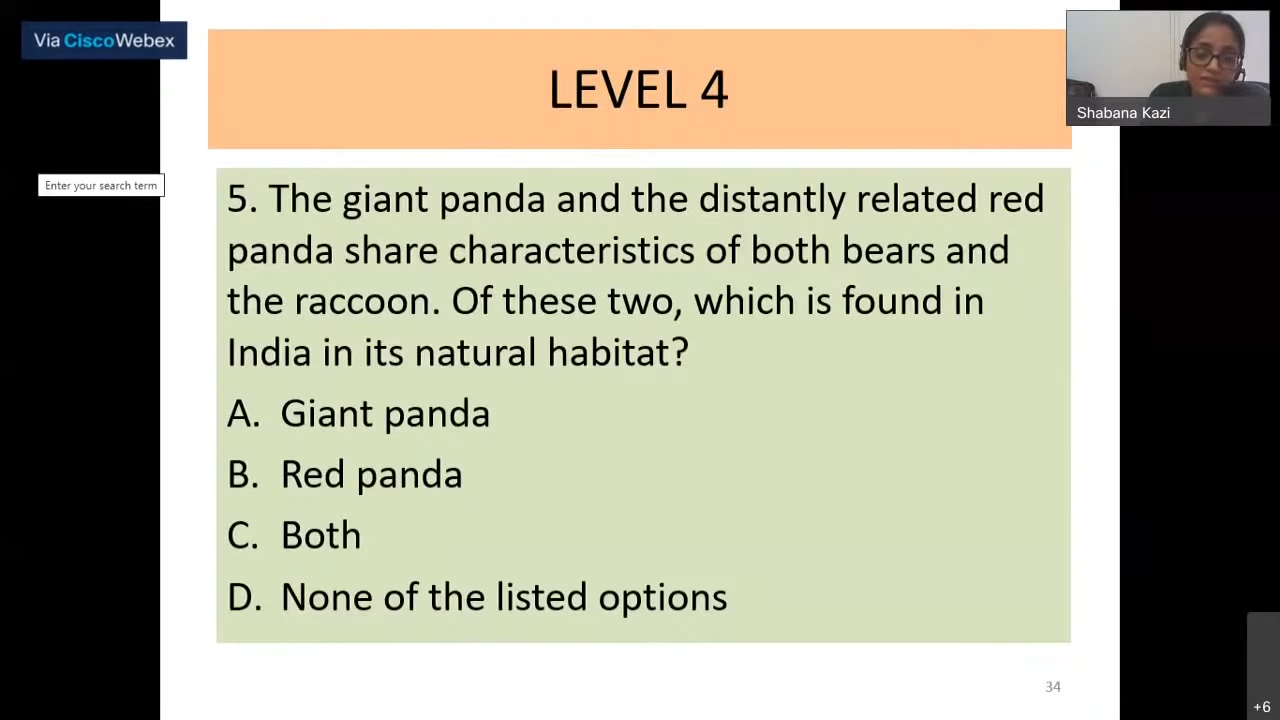 Via CiscoWebex
LEVEL 4
Shabana Kazi
Enter your search term
5. The giant panda and the distantly related red
panda share characteristics of both bears and
the raccoon. Of these two, which is found in
India in its natural habitat?
A. Giant panda
B. Red panda
C. Both
D. None of the listed options
34
+6